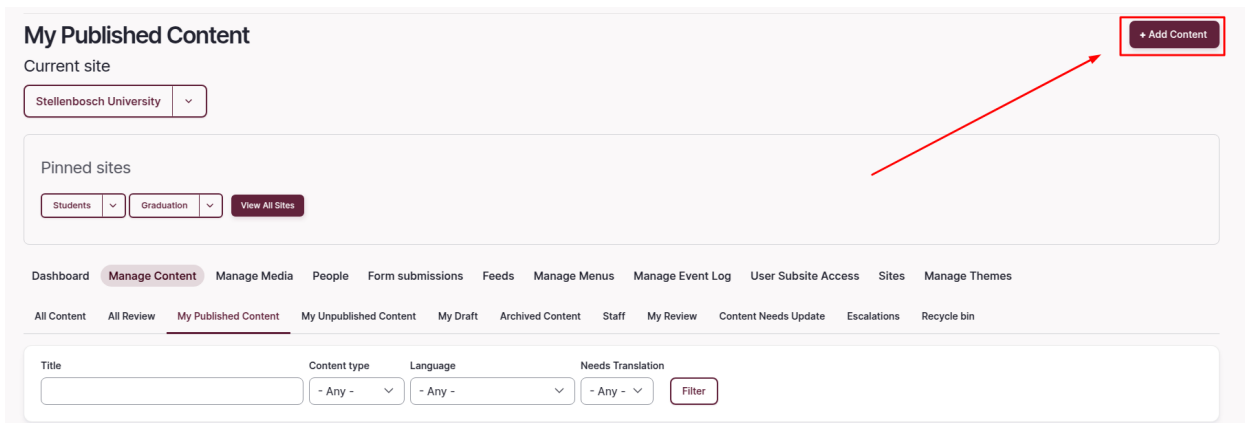 My Published Content
+ Add Content
Current site
Stellenbosch University
Pinned sites
Students Graduation View All Sites
Dashboard Manage Content Manage Media People Form submissions Feeds Manage Menus Manage Event Log User Subsite Access Sites Manage Themes
All Content All Review My Published Content My Unpublished Content My Draft Archived Content Staff My Review Content Needs Update Escalations Recycle bin
Title Content type Language Needs Translation
- Any - - Any - - Any - Filter